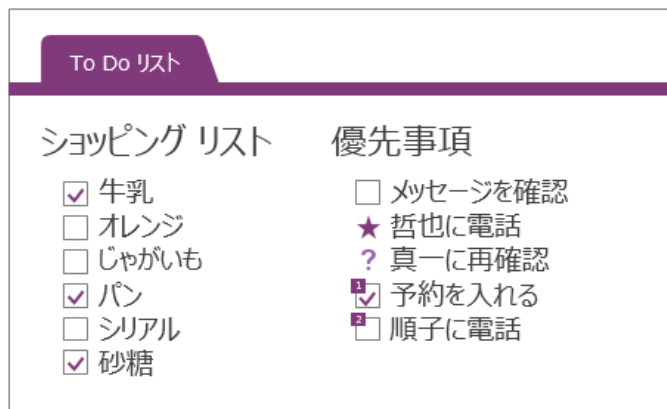 To Do リスト
ショッピング リスト
牛乳
オレンジ
じゃがいも
パン
シリアル
砂糖
優先事項
メッセージを確認
哲也に電話
? 真一に再確認
1 予約を入れる
2 順子に電話